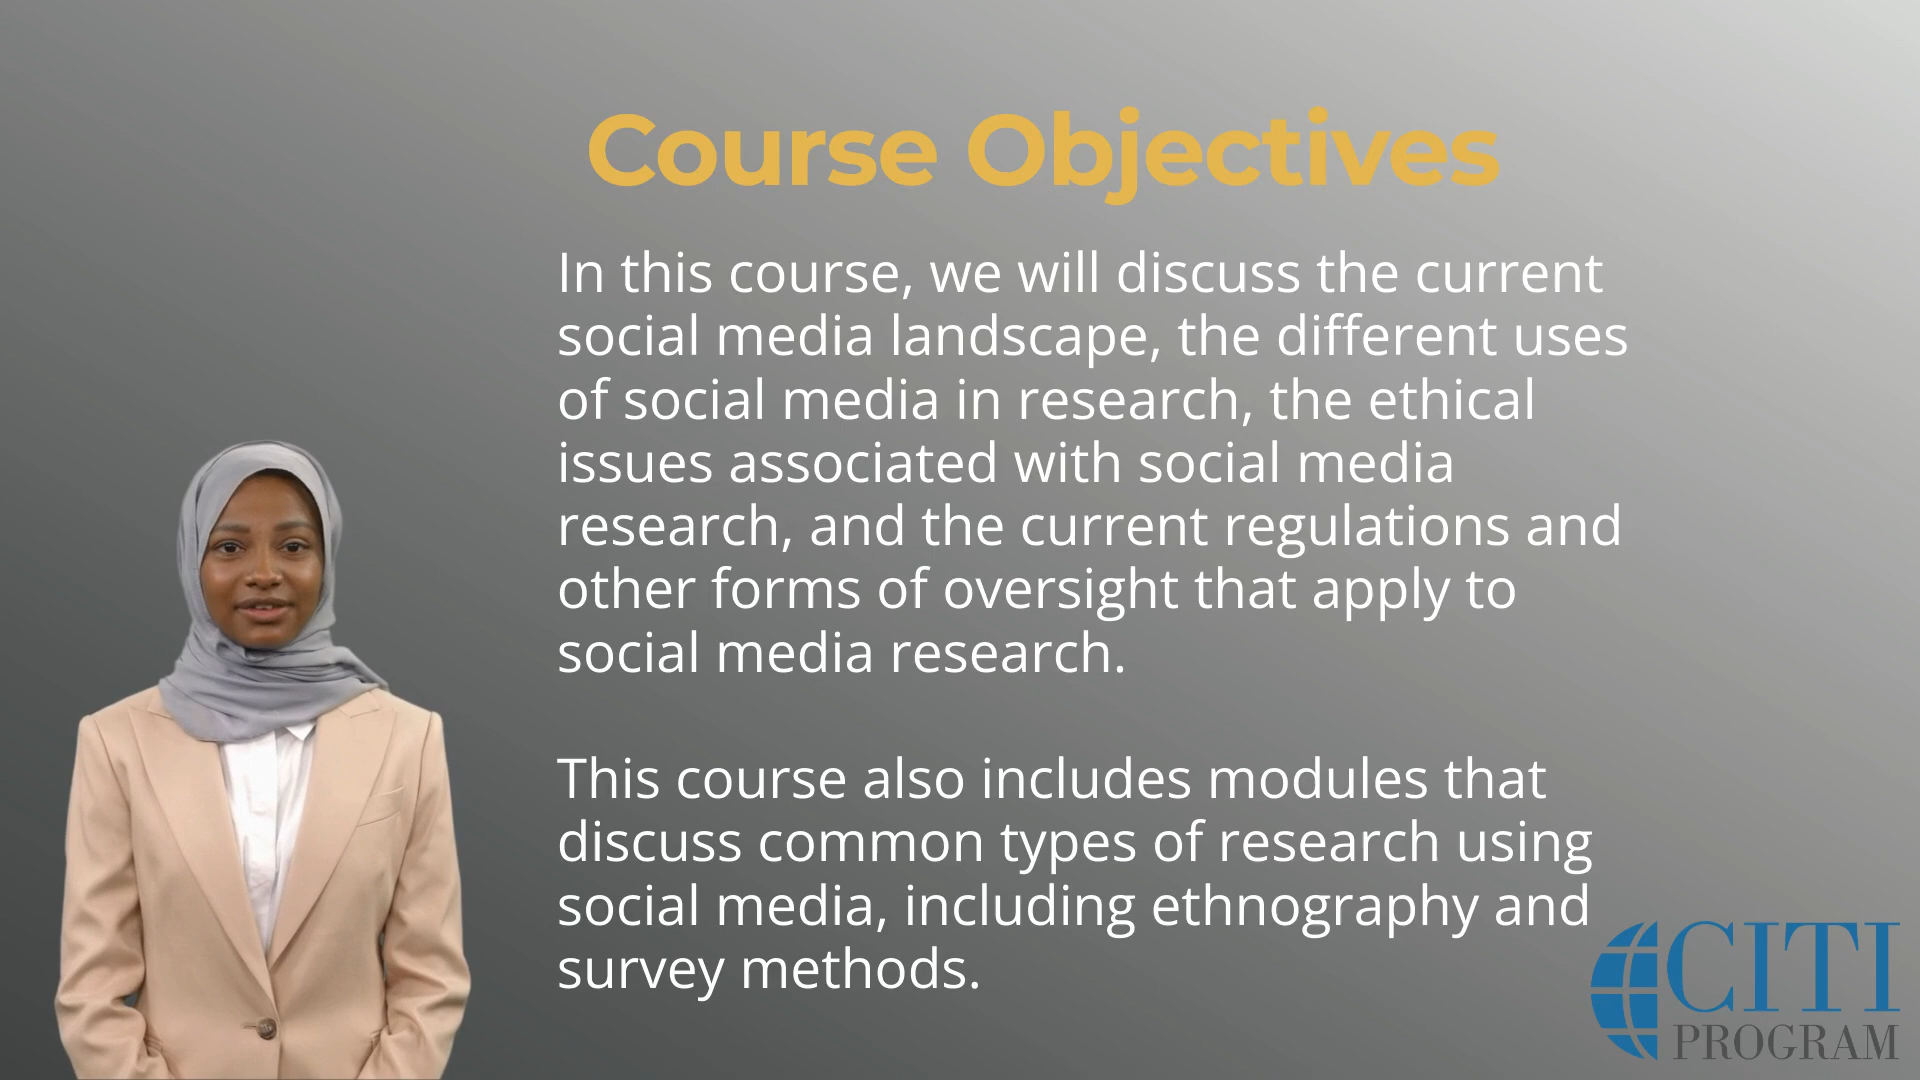 Course Objectives
In this course, we will discuss the current
social media landscape, the different uses
of social media in research, the ethical
issues associated with social media
research, and the current regulations and
other forms of oversight that apply to
social media research.
This course also includes modules that
discuss common types of research using
social media, including ethnography and
survey methods.
CITI
PROGRAM